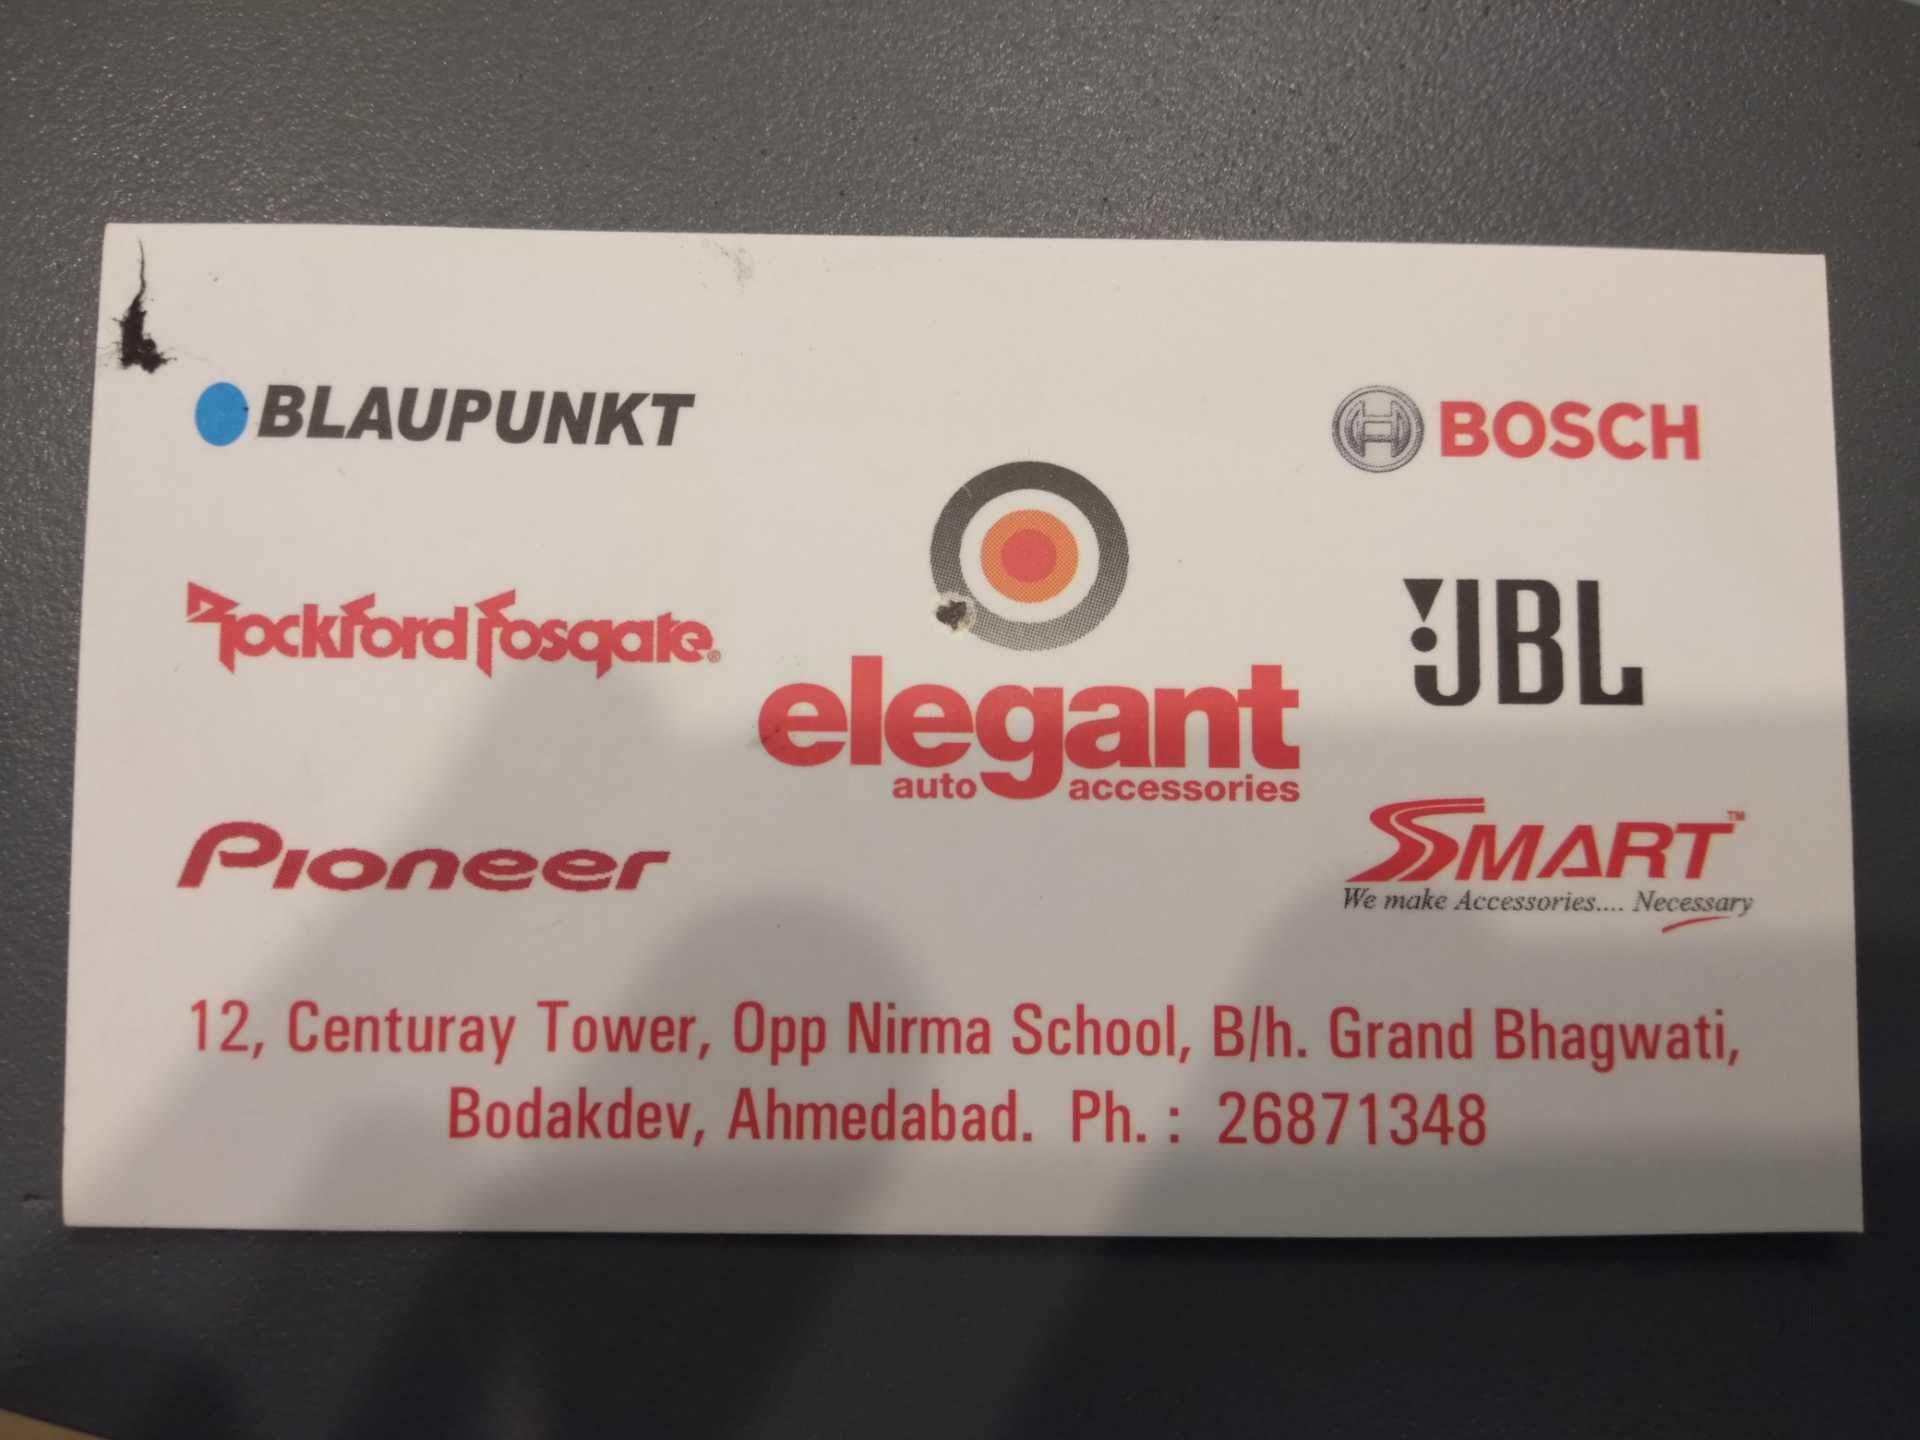 BLAUPUNKT
BOSCH
Rockford Fosgate®
JBL
elegant
auto accessories
Pioneer
SMART™
We make Accessories.... Necessary
12, Centuray Tower, Opp Nirma School, B/h. Grand Bhagwati,
Bodakdev, Ahmedabad. Ph. : 26871348